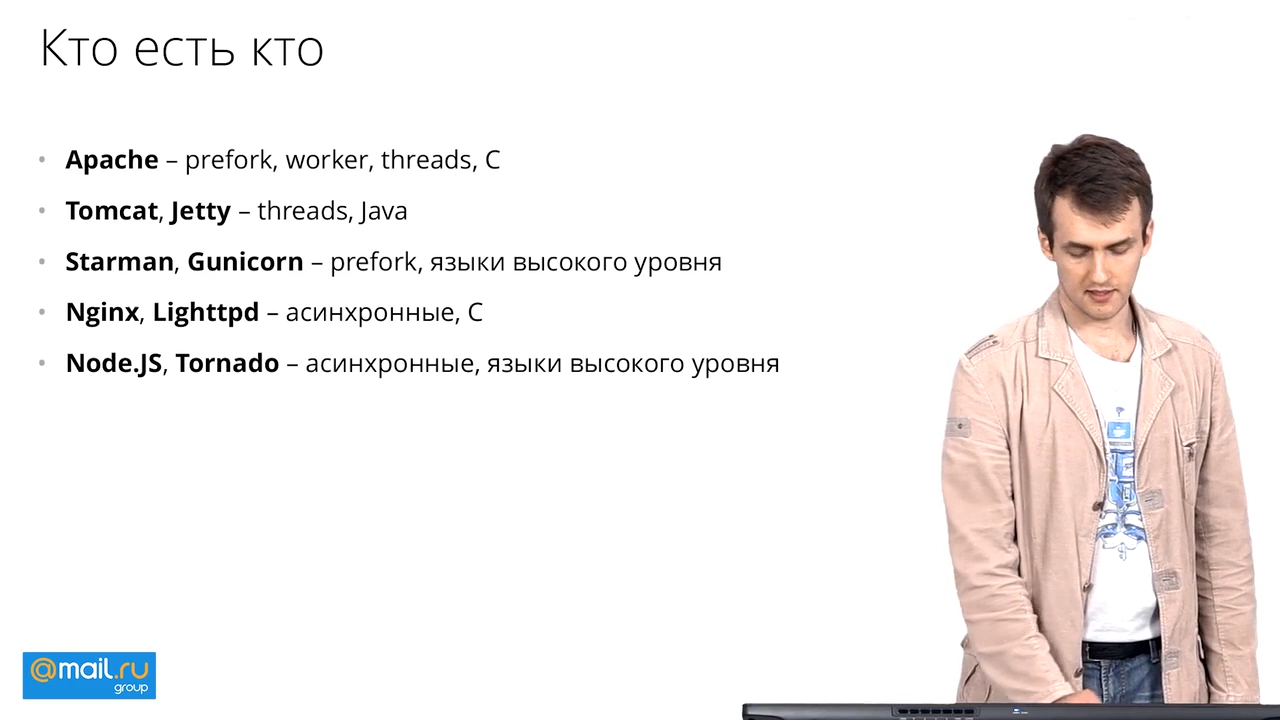 Кто есть кто
• Apache – prefork, worker, threads, C
• Tomcat, Jetty – threads, Java
• Starman, Gunicorn – prefork, языки высокого уровня
• Nginx, Lighttpd – асинхронные, C
• Node.JS, Tornado – асинхронные, языки высокого уровня
@mail.ru
group